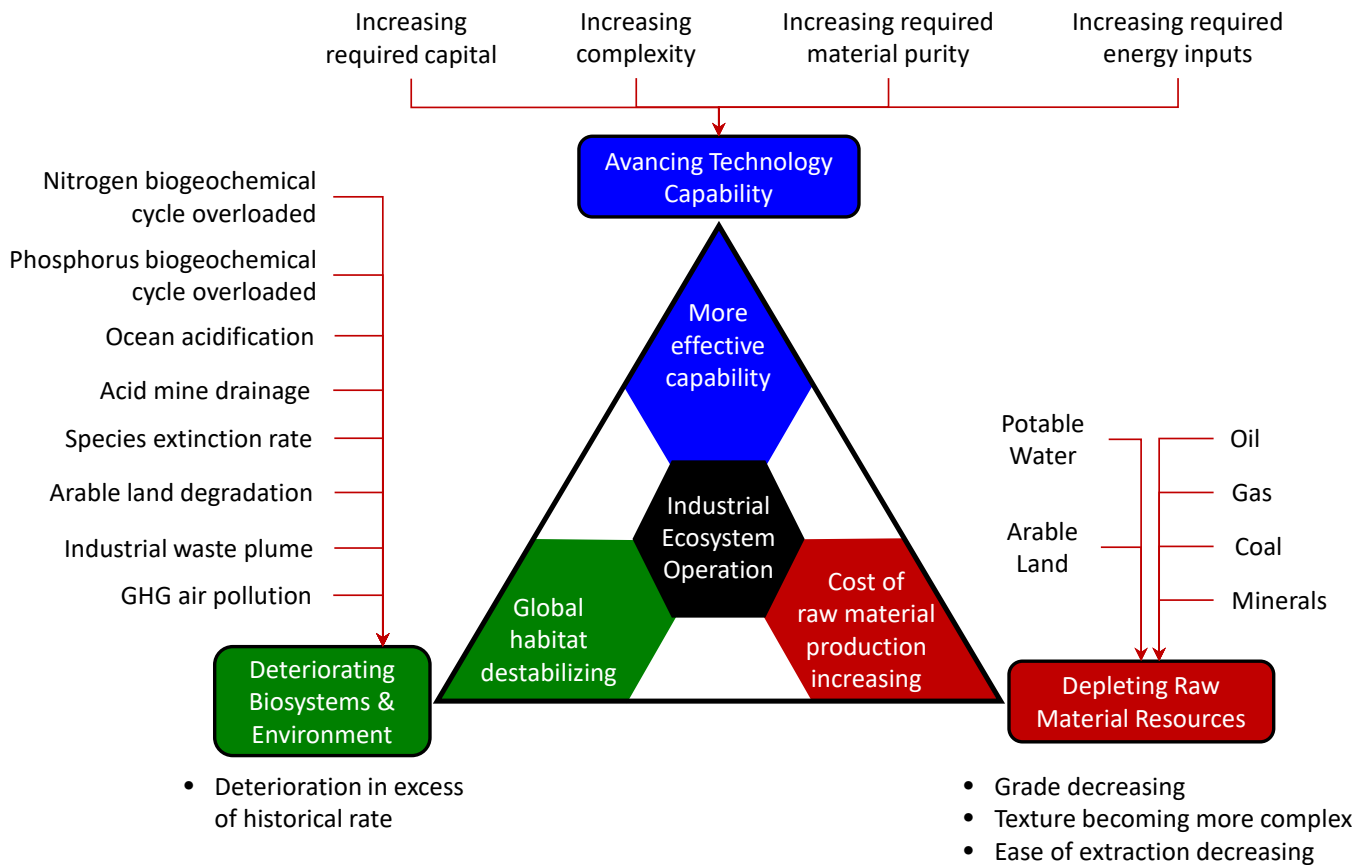 Increasing
required capital
Increasing
complexity
Increasing required
material purity
Increasing required
energy inputs
Avancing Technology
Capability
Nitrogen biogeochemical
cycle overloaded
Phosphorus biogeochemical
cycle overloaded
Ocean acidification
Acid mine drainage
Species extinction rate
Arable land degradation
Industrial waste plume
GHG air pollution
More
effective
capability
Industrial
Ecosystem
Operation
Global
habitat
destabilizing
Cost of
raw material
production
increasing
Potable
Water
Arable
Land
Oil
Gas
Coal
Minerals
Deteriorating
Biosystems &
Environment
Depleting Raw
Material Resources
• Deterioration in excess
of historical rate
• Grade decreasing
• Texture becoming more complex
• Ease of extraction decreasing